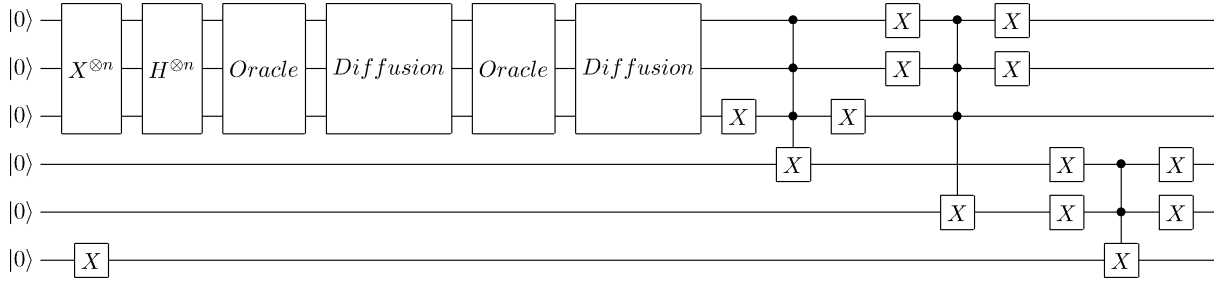 |0⟩ X X
|0⟩ X^{⊗n} H^{⊗n} Oracle Diffusion Oracle Diffusion X X
|0⟩ X X
|0⟩ X X X
|0⟩ X X X
|0⟩ X X